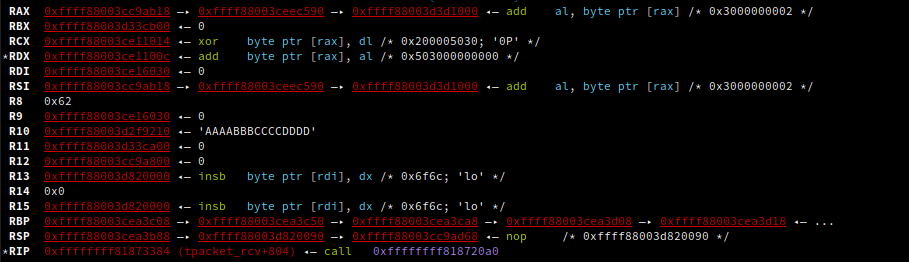 RAX 0xffff88003cc9ab18 —▸ 0xffff88003ceec590 —▸ 0xffff88003d3d1000 ◂— add al, byte ptr [rax] /* 0x3000000002 */
RBX 0xffff88003d33cb00 ◂— 0
RCX 0xffff88003ce11014 ◂— xor byte ptr [rax], dl /* 0x200005030; '0P' */
*RDX 0xffff88003ce1100c ◂— add byte ptr [rax], al /* 0x503000000000 */
RDI 0xffff88003ce16030 ◂— 0
RSI 0xffff88003cc9ab18 —▸ 0xffff88003ceec590 —▸ 0xffff88003d3d1000 ◂— add al, byte ptr [rax] /* 0x3000000002 */
R8 0x62
R9 0xffff88003ce16030 ◂— 0
R10 0xffff88003d2f9210 ◂— 'AAAABBBCCCCDDDD'
R11 0xffff88003d33ca00 ◂— 0
R12 0xffff88003cc9a800 ◂— 0
R13 0xffff88003d820000 ◂— insb byte ptr [rdi], dx /* 0x6f6c; 'lo' */
R14 0x0
R15 0xffff88003d820000 ◂— insb byte ptr [rdi], dx /* 0x6f6c; 'lo' */
RBP 0xffff88003cea3c08 —▸ 0xffff88003cea3c50 —▸ 0xffff88003cea3ca8 ◂— 0xffff88003cea3d08 —▸ 0xffff88003cea3d18 ◂— ...
RSP 0xffff88003cea3b88 —▸ 0xffff88003d820090 —▸ 0xffff88003cc9ad68 ◂— nop /* 0xffff88003d820090 */
*RIP 0xffffffff81873384 (tpacket_rcv+804) ◂— call 0xffffffff818720a0